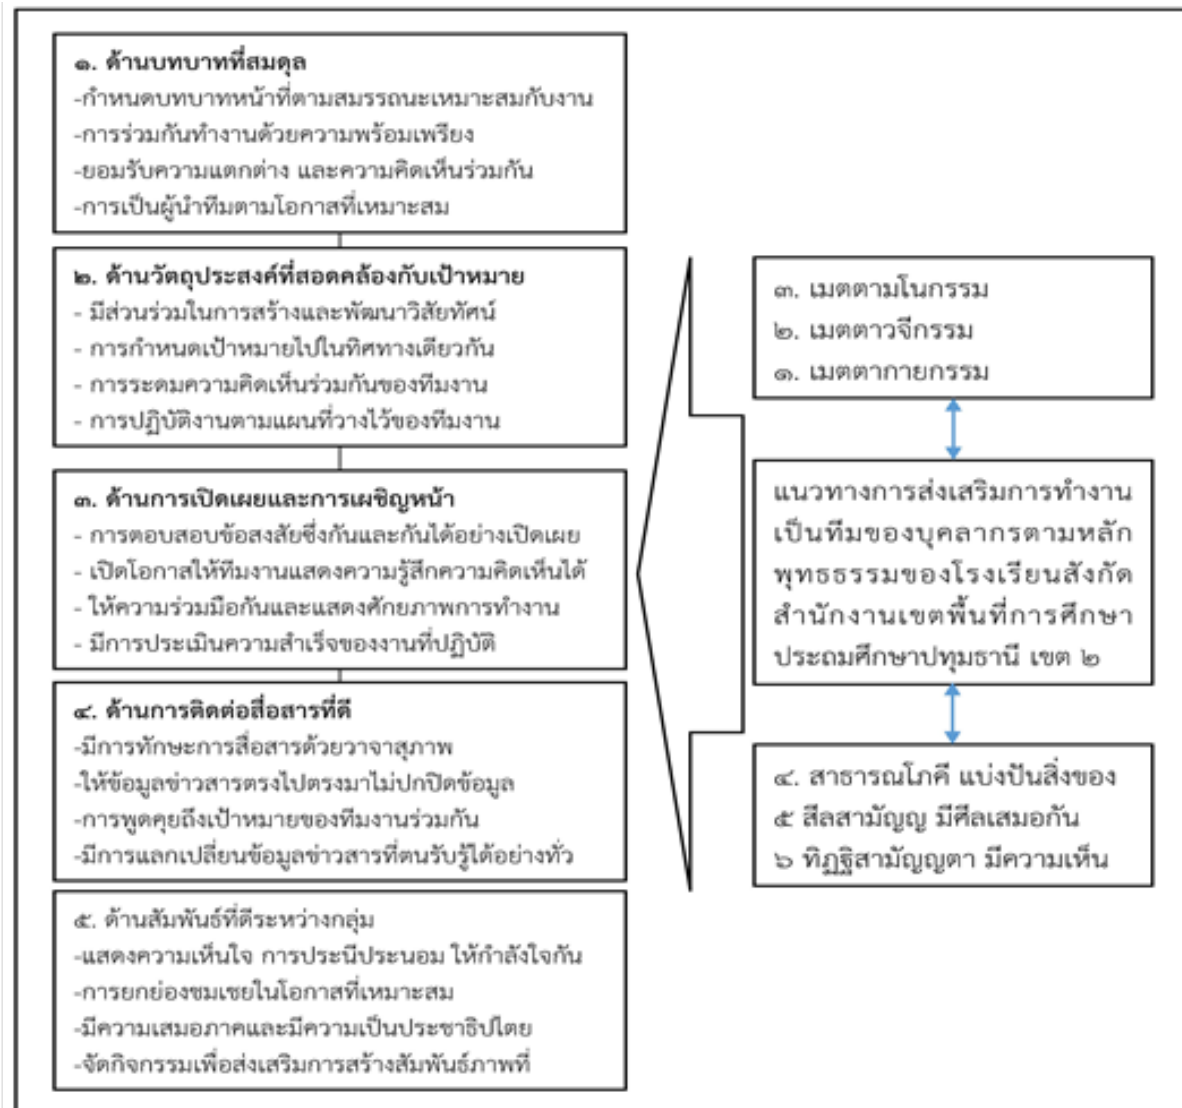 ๑. ด้านบทบาทที่สมดุล
-กำหนดบทบาทหน้าที่ตามสมรรถนะเหมาะสมกับงาน
-การร่วมกันทำงานด้วยความพร้อมเพรียง
-ยอมรับความแตกต่าง และความคิดเห็นร่วมกัน
-การเป็นผู้นำทีมตามโอกาสที่เหมาะสม
๒. ด้านวัตถุประสงค์ที่สอดคล้องกับเป้าหมาย
- มีส่วนร่วมในการสร้างและพัฒนาวิสัยทัศน์
- การกำหนดเป้าหมายไปในทิศทางเดียวกัน
- การระดมความคิดเห็นร่วมกันของทีมงาน
- การปฏิบัติงานตามแผนที่วางไว้ของทีมงาน
๓. ด้านการเปิดเผยและการเผชิญหน้า
- การตอบสอบข้อสงสัยซึ่งกันและกันได้อย่างเปิดเผย
- เปิดโอกาสให้ทีมงานแสดงความรู้สึกความคิดเห็นได้
- ให้ความร่วมมือกันและแสดงศักยภาพการทำงาน
- มีการประเมินความสำเร็จของงานที่ปฏิบัติ
๔. ด้านการติดต่อสื่อสารที่ดี
-มีการทักษะการสื่อสารด้วยวาจาสุภาพ
-ให้ข้อมูลข่าวสารตรงไปตรงมาไม่ปกปิดข้อมูล
-การพูดคุยถึงเป้าหมายของทีมงานร่วมกัน
-มีการแลกเปลี่ยนข้อมูลข่าวสารที่ตนรับรู้ได้อย่างทั่ว
๕. ด้านสัมพันธ์ที่ดีระหว่างกลุ่ม
-แสดงความเห็นใจ การประนีประนอม ให้กำลังใจกัน
-การยกย่องชมเชยในโอกาสที่เหมาะสม
-มีความเสมอภาคและมีความเป็นประชาธิปไตย
-จัดกิจกรรมเพื่อส่งเสริมการสร้างสัมพันธ์ภาพที่
๓. เมตตามโนกรรม
๒. เมตตาวจีกรรม
๑. เมตตากายกรรม
แนวทางการส่งเสริมการทำงาน
เป็นทีมของบุคลากรตามหลัก
พุทธธรรมของโรงเรียนสังกัด
สำนักงานเขตพื้นที่การศึกษา
ประถมศึกษาปทุมธานี เขต ๒
๔. สาธารณโภคี แบ่งปันสิ่งของ
๕ สีลสามัญญ มีศีลเสมอกัน
๖ ทิฏฐิสามัญญตา มีความเห็น